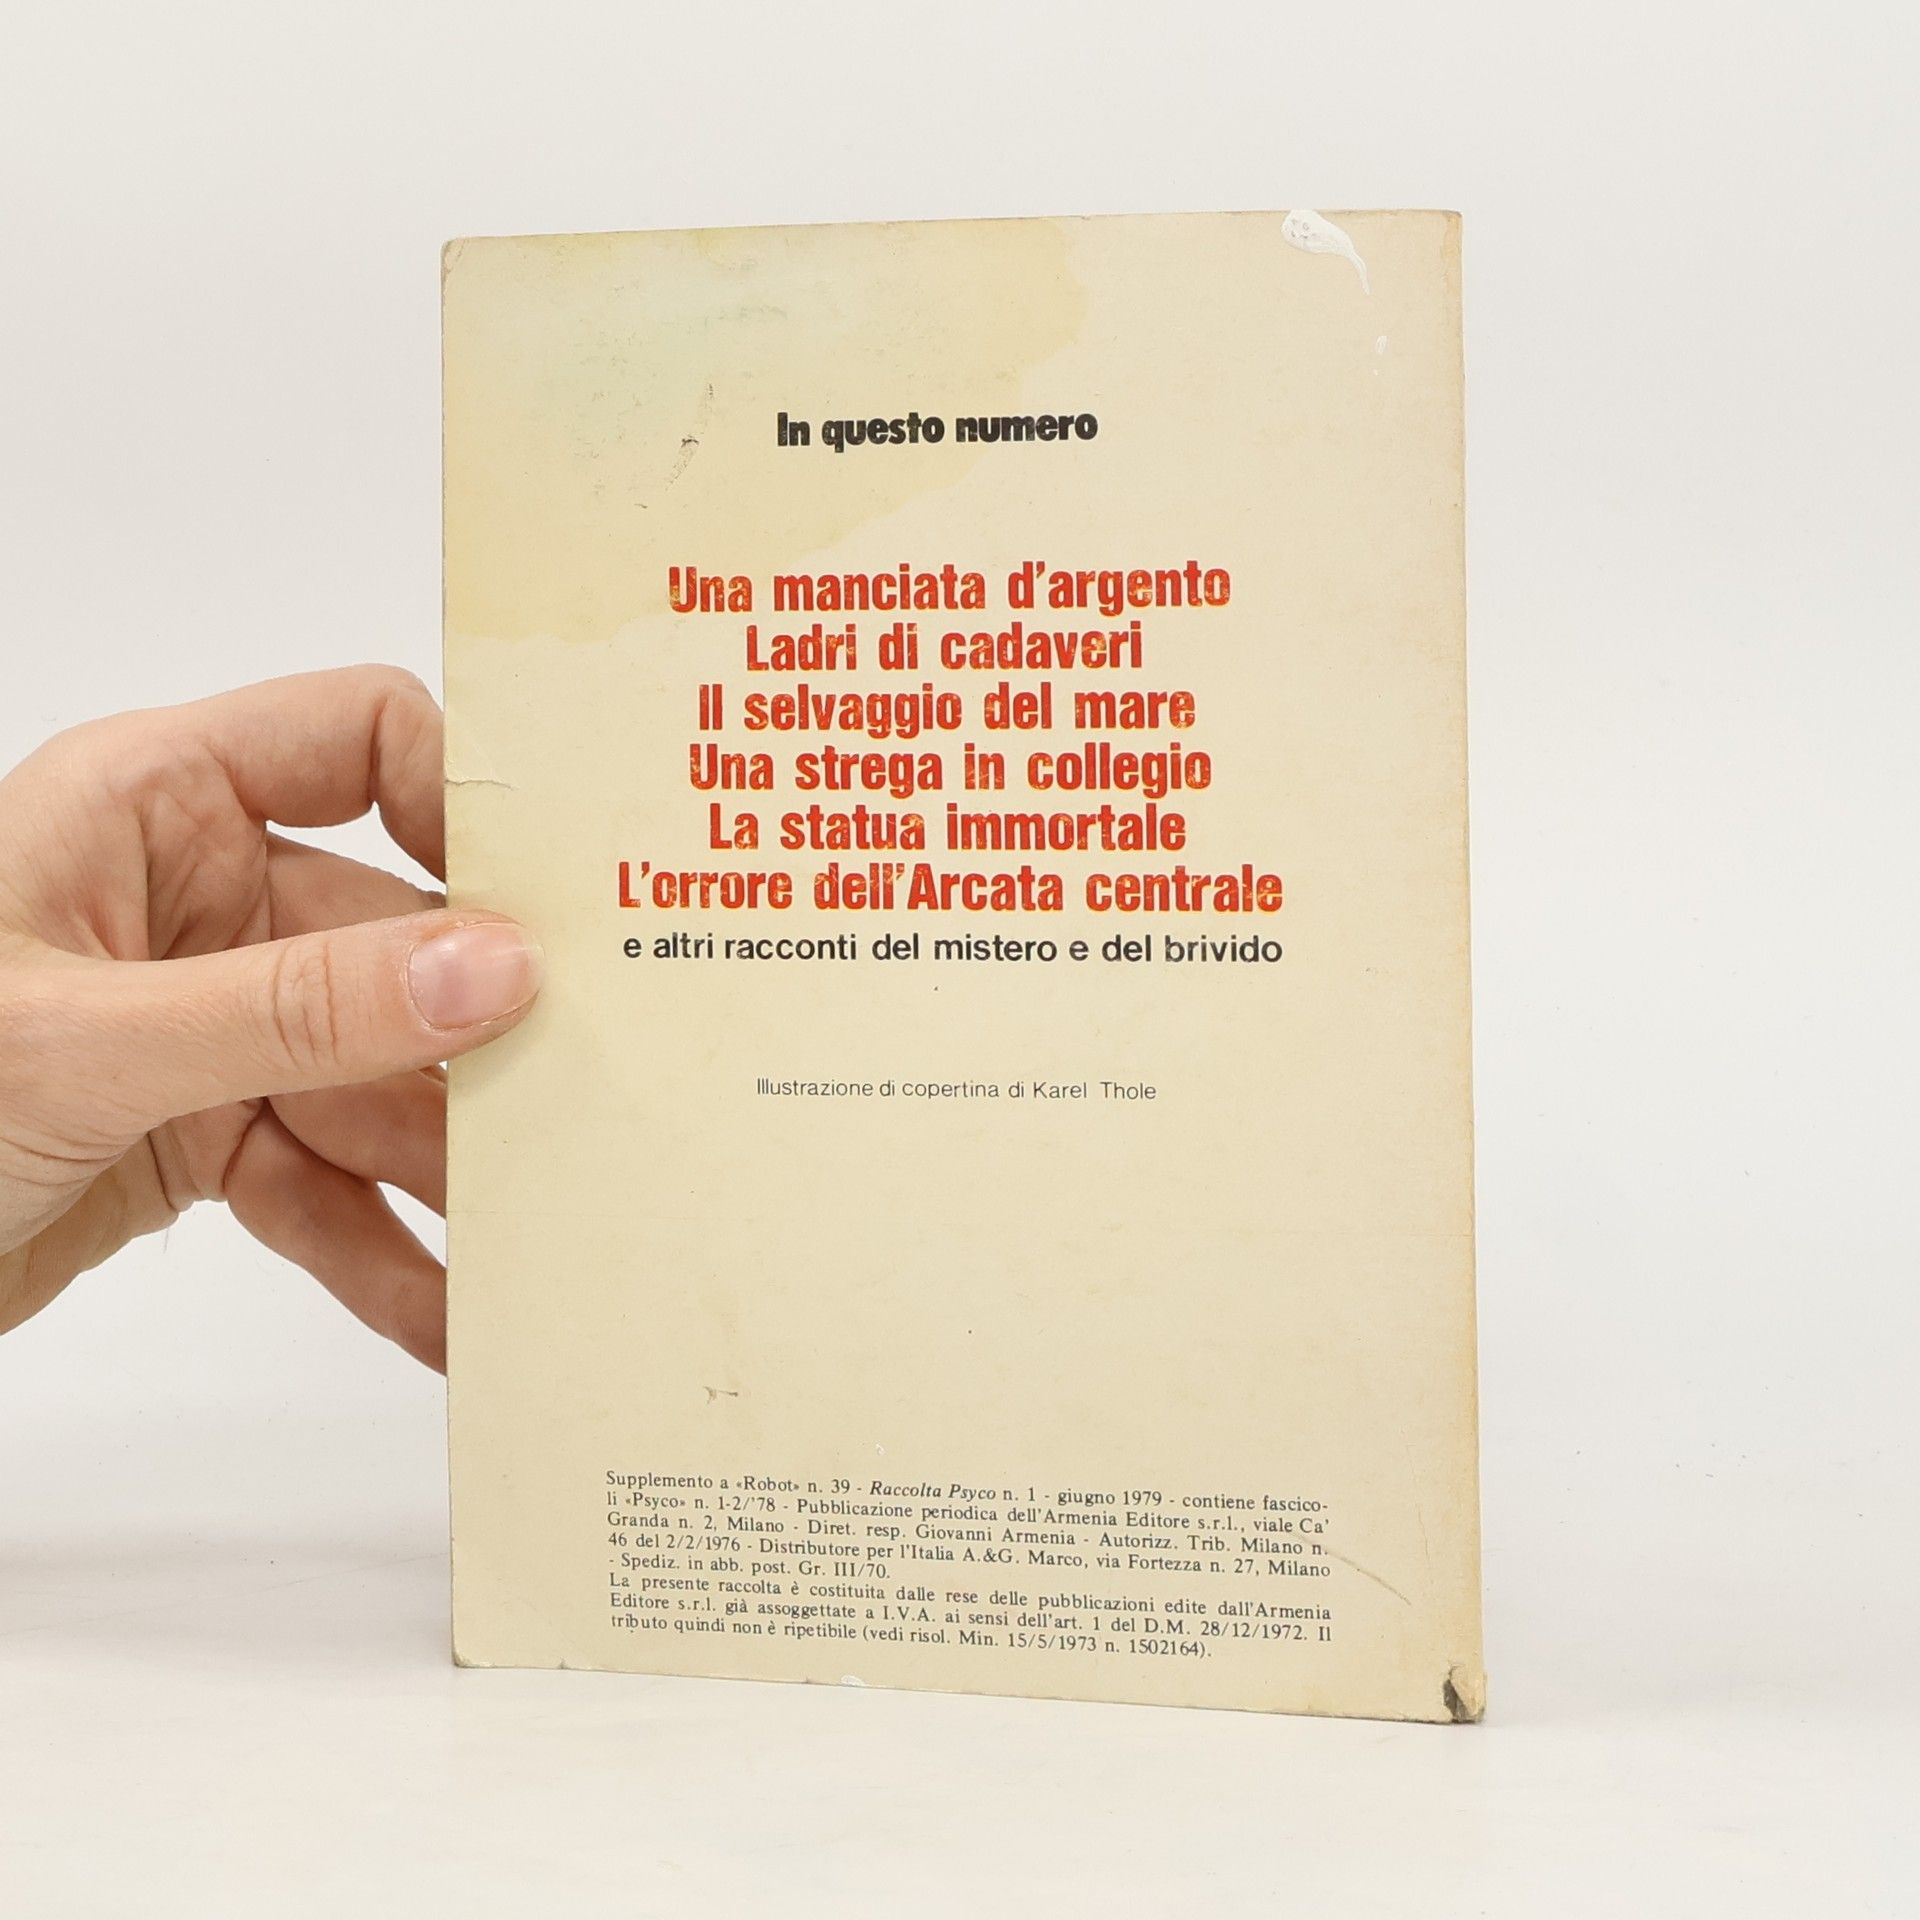 In questo numero
Una manciata d'argento
Ladri di cadaveri
Il selvaggio del mare
Una strega in collegio
La statua immortale
L'orrore dell'Arcata centrale
e altri racconti del mistero e del brivido
Illustrazione di copertina di Karel Thole
Supplemento a «Robot» n. 39 - Raccolta Psyco n. 1 - giugno 1979 - contiene fascico-
li «Psyco» n. 1-2/'78 - Pubblicazione periodica dell'Armenia Editore s.r.l., viale Ca'
Granda n. 2, Milano - Diret. resp. Giovanni Armenia - Autorizz. Trib. Milano n.
46 del 2/2/1976 - Distributore per l'Italia A.&G. Marco, via Fortezza n. 27, Milano
- Spediz. in abb. post. Gr. III/70.
La presente raccolta è costituita dalle rese delle pubblicazioni edite dall'Armenia
Editore s.r.l. già assoggettate a I.V.A. ai sensi dell'art. 1 del D.M. 28/12/1972. Il
tributo quindi non è ripetibile (vedi risol. Min. 15/5/1973 n. 1502164).